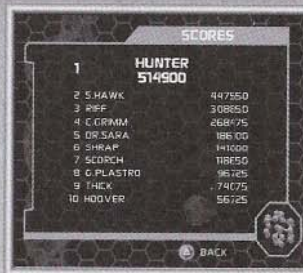 SCORES
1 HUNTER
514900
2 S.HAWK 447550
3 RIFF 308850
4 C.GRIMM 268475
5 DR.SARA 186100
6 SHRAP 141000
7 SCORCH 118650
8 G.PLASTRO 96725
9 THICK 74075
10 HOOVER 56725
A BACK